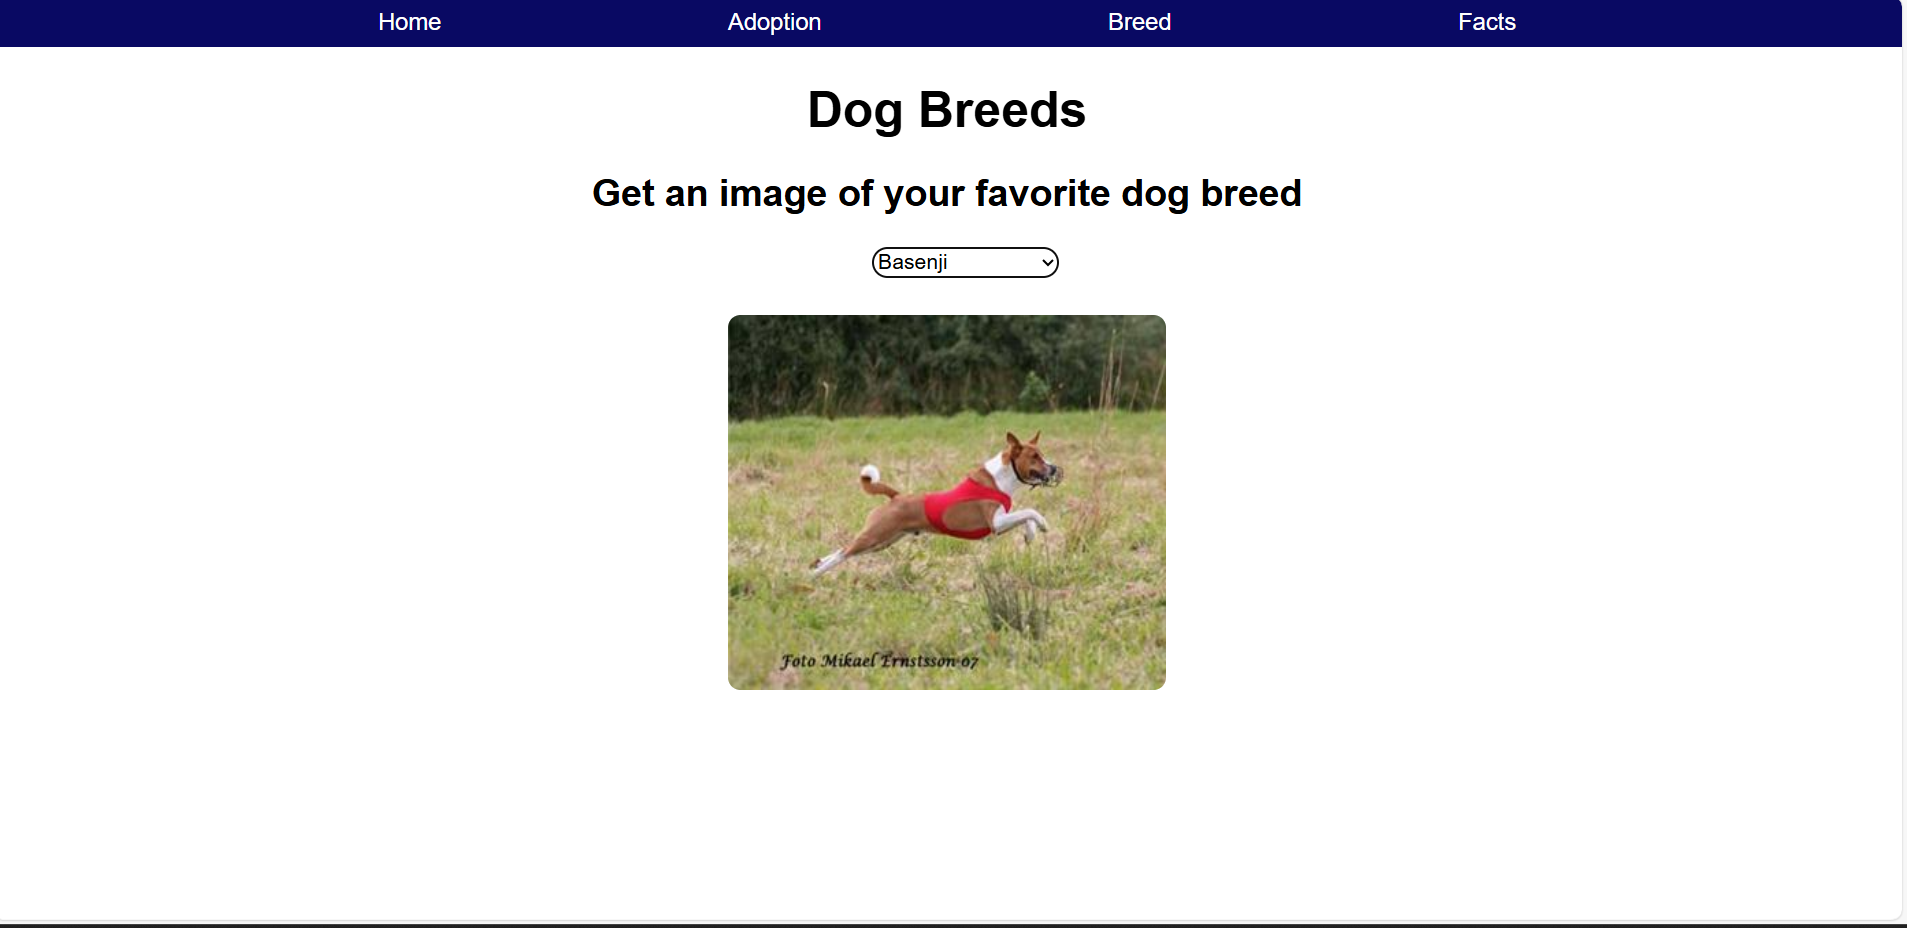 Home Adoption Breed Facts
Dog Breeds
Get an image of your favorite dog breed
Basenji
Foto Mikael Ernstsson 07